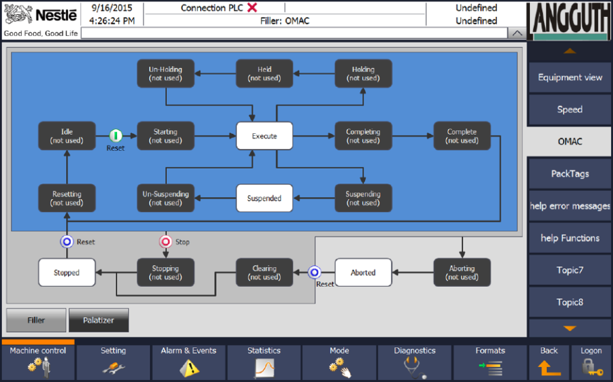 Nestlé
Good Food, Good Life
9/16/2015
4:26:24 PM
Connection PLC
Filler: OMAC
Undefined
Undefined
ANGGUTH
Un-Holding
(not used)
Held
(not used)
Holding
(not used)
Idle
(not used)
Reset
Starting
(not used)
Execute
Completing
(not used)
Complete
(not used)
Resetting
(not used)
Un-Suspending
(not used)
Suspended
Suspending
(not used)
Reset
Stop
Stopped
Stopping
(not used)
Clearing
(not used)
Reset
Aborted
Aborting
(not used)
Equipment view
Speed
OMAC
PackTags
help error messages
help Functions
Topic7
Topic8
Filler
Palatizer
Machine control
Setting
Alarm & Events
Statistics
Mode
Diagnostics
Formats
Back
Logon